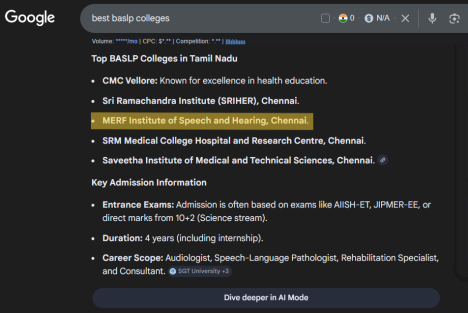 Google
best baslp colleges
0
N/A
Volume: *****/mo | CPC: $*.** | Competition: *.** |
Top BASLP Colleges in Tamil Nadu
• CMC Vellore: Known for excellence in health education.
• Sri Ramachandra Institute (SRIHER), Chennai.
• MERF Institute of Speech and Hearing, Chennai.
• SRM Medical College Hospital and Research Centre, Chennai.
• Saveetha Institute of Medical and Technical Sciences, Chennai.
Key Admission Information
• Entrance Exams: Admission is often based on exams like AIISH-ET, JIPMER-EE, or
direct marks from 10+2 (Science stream).
• Duration: 4 years (including internship).
• Career Scope: Audiologist, Speech-Language Pathologist, Rehabilitation Specialist,
and Consultant. SGT University +3
Dive deeper in AI Mode